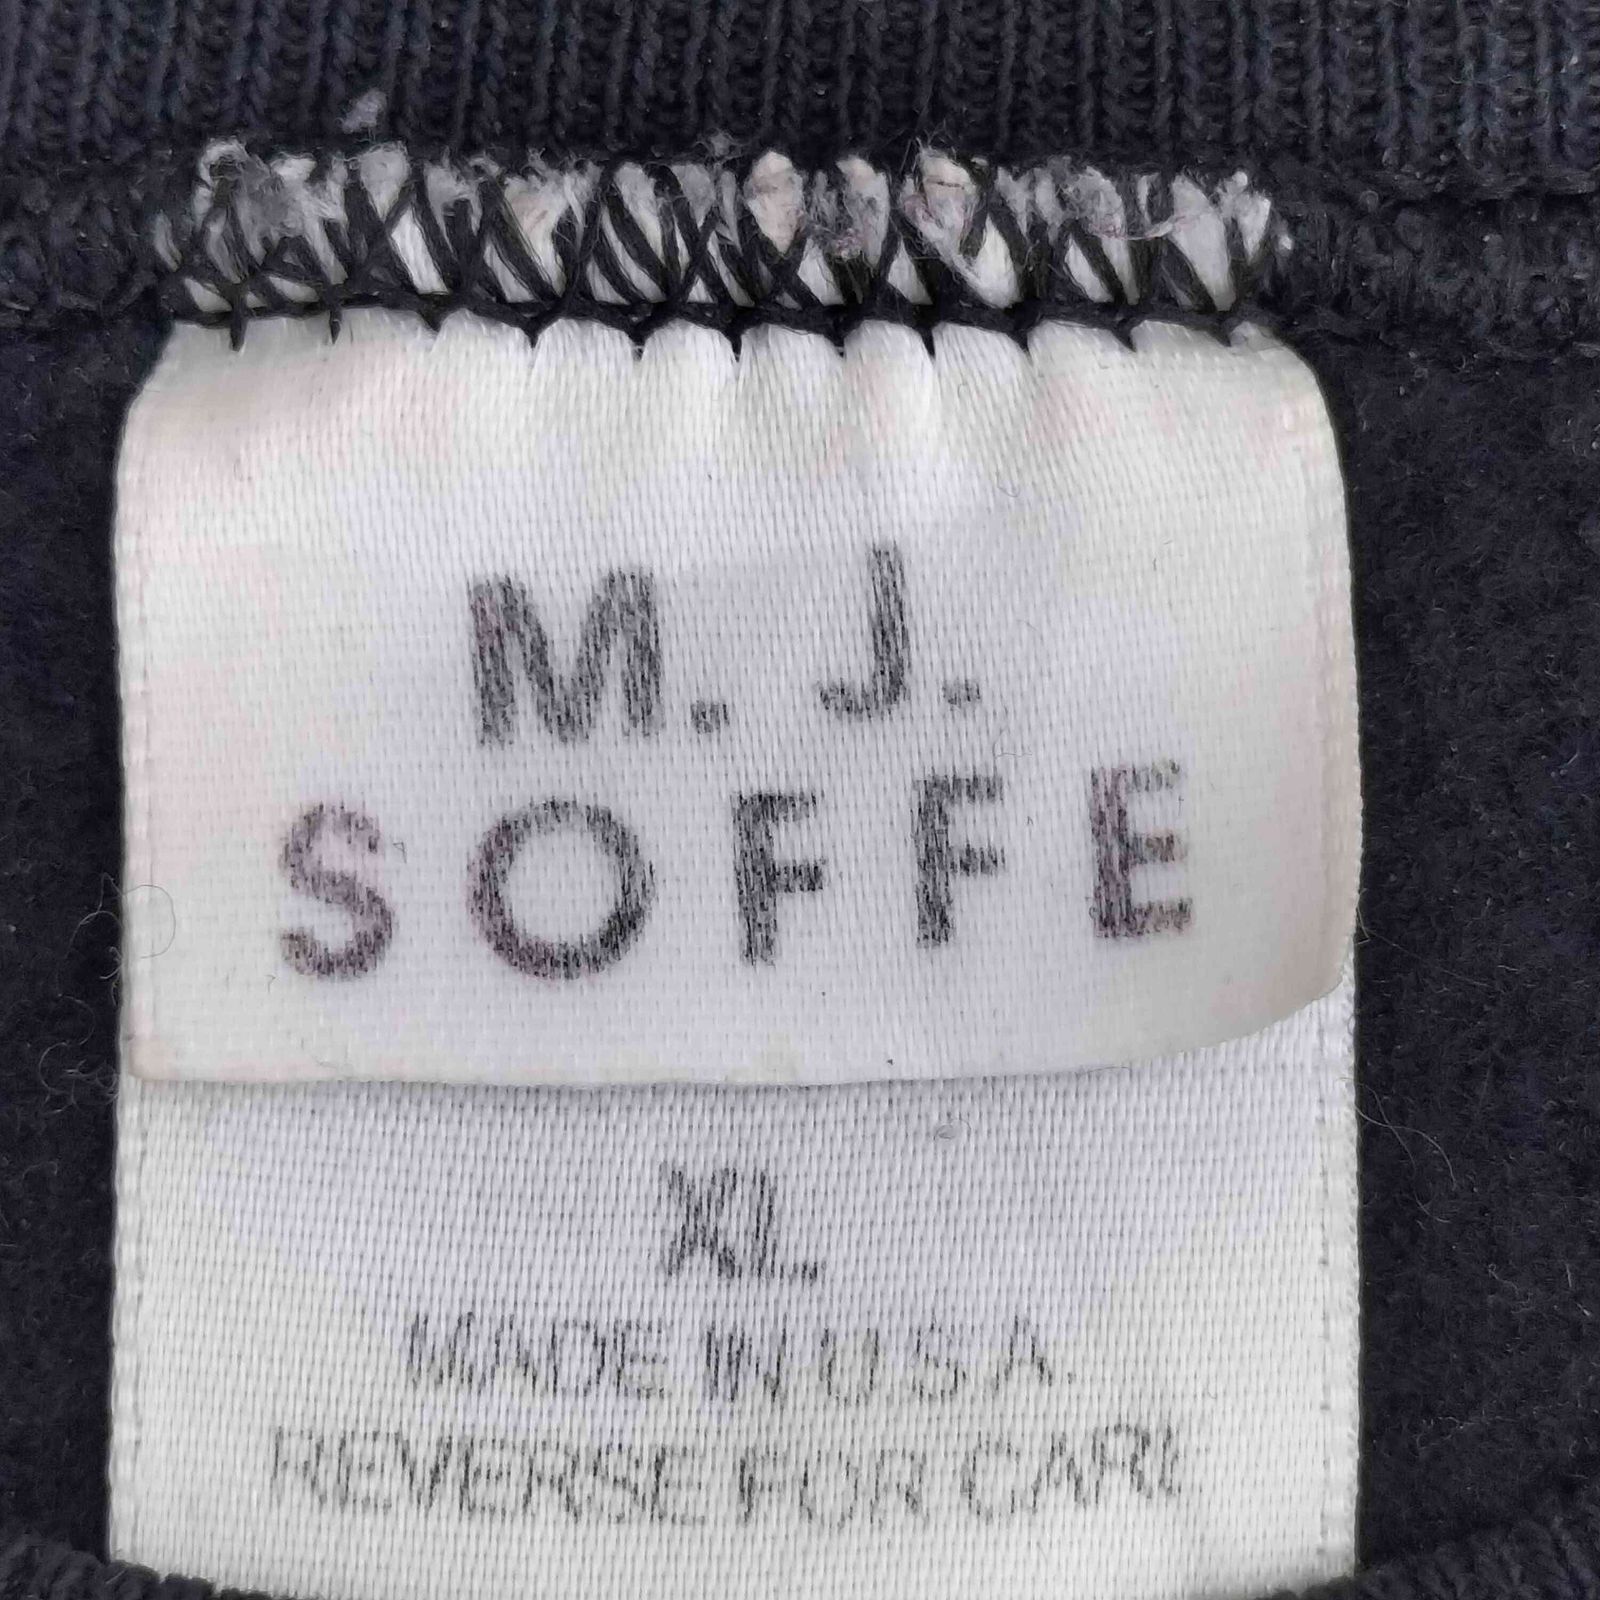 M. J.
SOFFE
XL
MADE IN U.S.A.
REVERSE FOR CARE